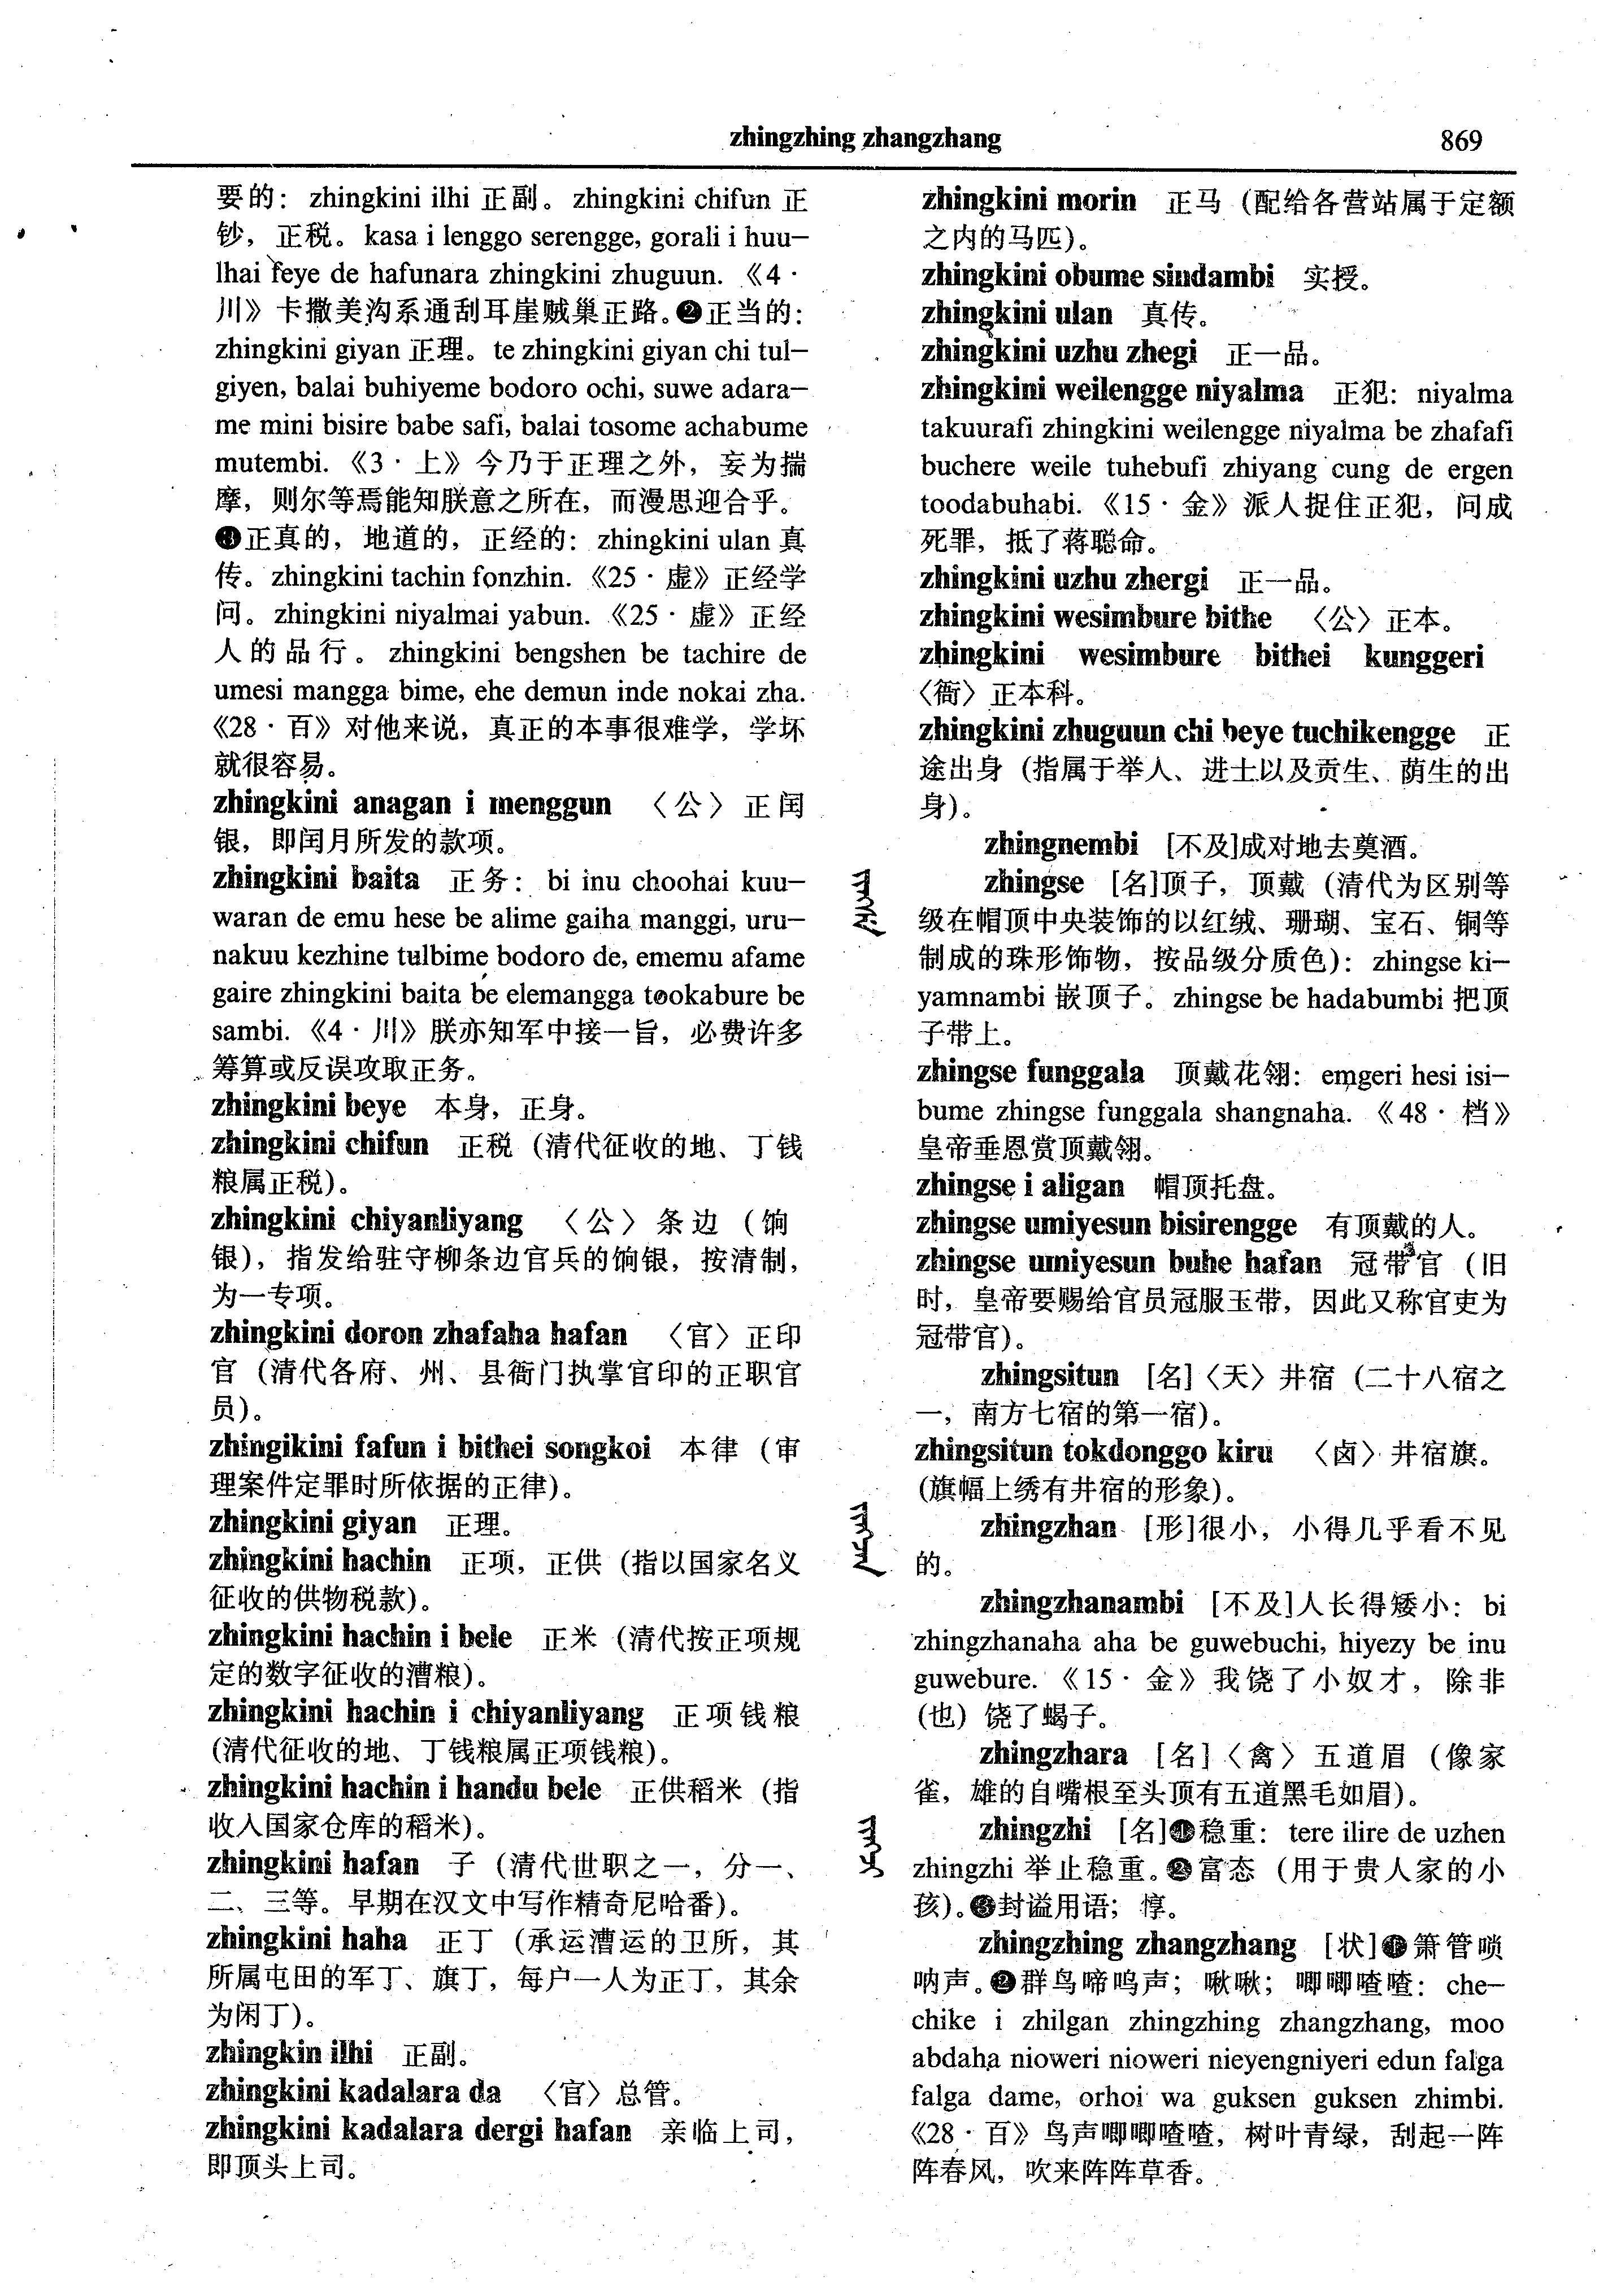 zhingzhing zhangzhang
869
要的：zhingkini ilhi 正副。zhingkini chifun 正
钞，正税。kasa i lenggo serengge, gorali i huu–
lhai feye de hafunara zhingkini zhuguun. 《4·
川》卡撒美沟系通刮耳崖贼巢正路。❷正当的：
zhingkini giyan 正理。te zhingkini giyan chi tul–
giyen, balai buhiyeme bodoro ochi, suwe adara–
me mini bisire babe safi, balai tosome achabume
mutembi. 《3·上》今乃于正理之外，妄为揣
摩，则尔等焉能知朕意之所在，而漫思迎合乎。
❸正真的，地道的，正经的：zhingkini ulan 真
传。zhingkini tachin fonzhin. 《25·虚》正经学
问。zhingkini niyalmai yabun. 《25·虚》正经
人的品行。zhingkini bengshen be tachire de
umesi mangga bime, ehe demun inde nokai zha.
《28·百》对他来说，真正的本事很难学，学坏
就很容易。
zhingkini anagan i menggun 〈公〉正闰
银，即闰月所发的款项。
zhingkini baita 正务：bi inu choohai kuu–
waran de emu hese be alime gaiha manggi, uru–
nakuu kezhine tulbime bodoro de, ememu afame
gaire zhingkini baita be elemangga tookabure be
sambi. 《4·川》朕亦知军中接一旨，必费许多
筹算或反误攻取正务。
zhingkini beye 本身，正身。
zhingkini chifun 正税（清代征收的地、丁钱
粮属正税）。
zhingkini chiyanliyang 〈公〉条边（饷
银），指发给驻守柳条边官兵的饷银，按清制，
为一专项。
zhingkini doron zhafaha hafan 〈官〉正印
官（清代各府、州、县衙门执掌官印的正职官
员）。
zhingikini fafun i bithei songkoi 本律（审
理案件定罪时所依据的正律）。
zhingkini giyan 正理。
zhingkini hachin 正项，正供（指以国家名义
征收的供物税款）。
zhingkini hachin i bele 正米（清代按正项规
定的数字征收的漕粮）。
zhingkini hachin i chiyanliyang 正项钱粮
（清代征收的地、丁钱粮属正项钱粮）。
zhingkini hachin i handu bele 正供稻米（指
收入国家仓库的稻米）。
zhingkini hafan 子（清代世职之一，分一、
二、三等。早期在汉文中写作精奇尼哈番）。
zhingkini haha 正丁（承运漕运的卫所，其
所属屯田的军丁、旗丁，每户一人为正丁，其余
为闲丁）。
zhingkin ilhi 正副。
zhingkini kadalara da 〈官〉总管。
zhingkini kadalara dergi hafan 亲临上司，
即顶头上司。
zhingkini morin 正马（配给各营站属于定额
之内的马匹）。
zhingkini obume sindambi 实授。
zhingkini ulan 真传。
zhingkini uzhu zhegi 正一品。
zhingkini weilengge niyalma 正犯：niyalma
takuurafi zhingkini weilengge niyalma be zhafafi
buchere weile tuhebufi zhiyang cung de ergen
toodabuhabi. 《15·金》派人捉住正犯，问成
死罪，抵了蒋聪命。
zhingkini uzhu zhergi 正一品。
zhingkini wesimbure bithe 〈公〉正本。
zhingkini wesimbure bithei kunggeri
〈衙〉正本科。
zhingkini zhuguun chi beye tuchikengge 正
途出身（指属于举人、进士以及贡生、荫生的出
身）。
zhingnembi [不及]成对地去奠酒。
zhingse [名]顶子，顶戴（清代为区别等
级在帽顶中央装饰的以红绒、珊瑚、宝石、铜等
制成的珠形饰物，按品级分质色）：zhingse ki–
yamnambi 嵌顶子。zhingse be hadabumbi 把顶
子带上。
zhingse funggala 顶戴花翎：emgeri hesi isi–
bume zhingse funggala shangnaha. 《48·档》
皇帝垂恩赏顶戴翎。
zhingse i aligan 帽顶托盘。
zhingse umiyesun bisirengge 有顶戴的人。
zhingse umiyesun buhe hafan 冠带官（旧
时，皇帝要赐给官员冠服玉带，因此又称官吏为
冠带官）。
zhingsitun [名]〈天〉井宿（二十八宿之
一，南方七宿的第一宿）。
zhingsitun tokdonggo kiru 〈卤〉井宿旗。
（旗幅上绣有井宿的形象）。
zhingzhan [形]很小，小得几乎看不见
的。
zhingzhanambi [不及]人长得矮小：bi
zhingzhanaha aha be guwebuchi, hiyezy be inu
guwebure. 《15·金》我饶了小奴才，除非
（也）饶了蝎子。
zhingzhara [名]〈禽〉五道眉（像家
雀，雄的自嘴根至头顶有五道黑毛如眉）。
zhingzhi [名]❶稳重：tere ilire de uzhen
zhingzhi 举止稳重。❷富态（用于贵人家的小
孩）。❸封谥用语；惇。
zhingzhing zhangzhang [状]❶箫管唢
呐声。❷群鸟啼鸣声；啾啾；唧唧喳喳：che–
chike i zhilgan zhingzhing zhangzhang, moo
abdaha nioweri nioweri nieyengniyeri edun falga
falga dame, orhoi wa guksen guksen zhimbi.
《28·百》鸟声唧唧喳喳，树叶青绿，刮起一阵
阵春风，吹来阵阵草香。